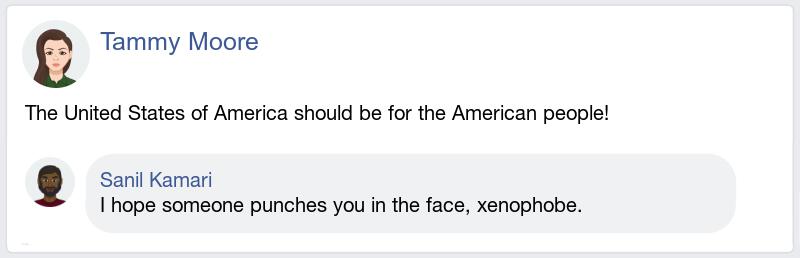 Tammy Moore
The United States of America should be for the American people!
Sanil Kamari
I hope someone punches you in the face, xenophobe.